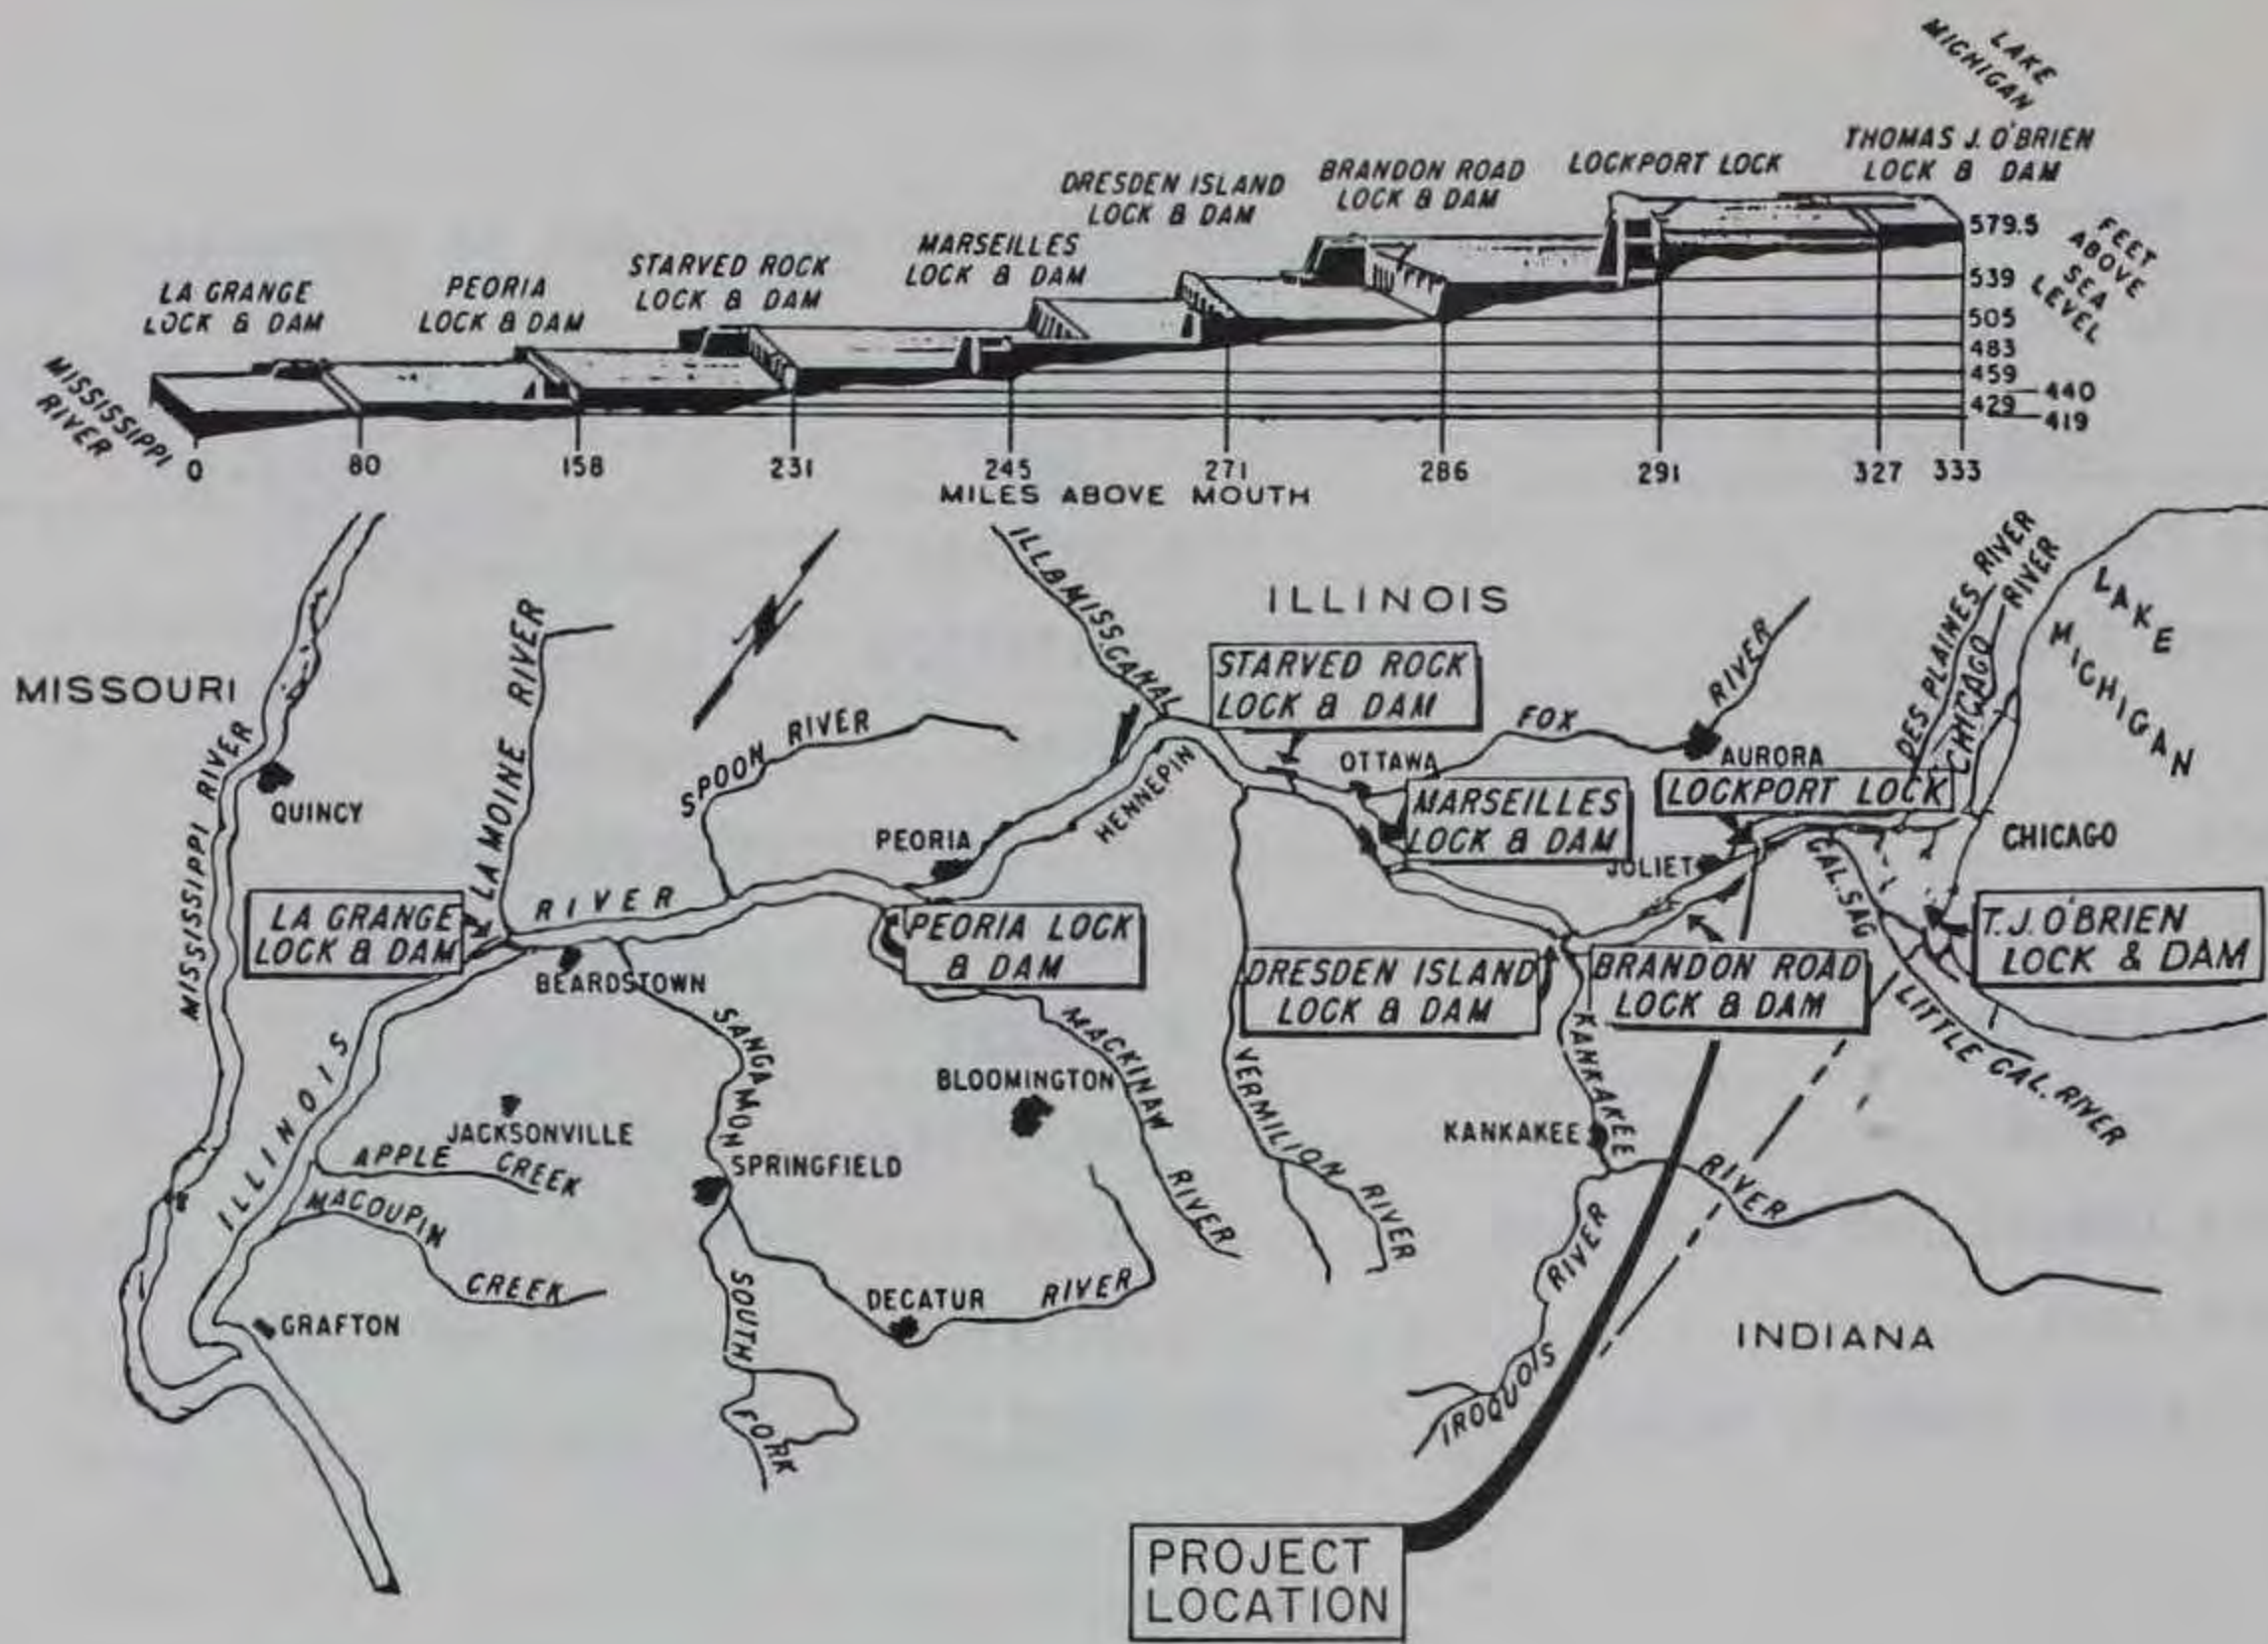 LAKE
MICHIGAN
THOMAS J. O'BRIEN
LOCK & DAM
LOCKPORT LOCK
BRANDON ROAD
LOCK & DAM
DRESDEN ISLAND
LOCK & DAM
MARSEILLES
LOCK & DAM
STARVED ROCK
LOCK & DAM
PEORIA
LOCK & DAM
LA GRANGE
LOCK & DAM
MISSISSIPPI
RIVER
579.5
539
505
483
459
440
429
419
FEET
ABOVE
SEA
LEVEL
0 80 158 231 245 271 286 291 327 333
MILES ABOVE MOUTH
ILL & MISS. CANAL
ILLINOIS
MISSOURI
MISSISSIPPI RIVER
QUINCY
LA MOINE RIVER
SPOON RIVER
PEORIA
HENNEPIN
STARVED ROCK
LOCK & DAM
OTTAWA
FOX RIVER
AURORA
DES PLAINES RIVER
CHICAGO RIVER
LAKE
MICHIGAN
MARSEILLES
LOCK & DAM
LOCKPORT LOCK
JOLIET
CHICAGO
CAL. SAG
LA GRANGE
LOCK & DAM
ILLINOIS RIVER
BEARDSTOWN
PEORIA LOCK
& DAM
DRESDEN ISLAND
LOCK & DAM
BRANDON ROAD
LOCK & DAM
T.J. O'BRIEN
LOCK & DAM
LITTLE CAL. RIVER
SANGAMON
MACKINAW RIVER
BLOOMINGTON
VERMILION RIVER
KANKAKEE RIVER
KANKAKEE
JACKSONVILLE
APPLE CREEK
SPRINGFIELD
MACOUPIN CREEK
GRAFTON
SOUTH FORK
DECATUR
RIVER
IROQUOIS RIVER
INDIANA
PROJECT
LOCATION